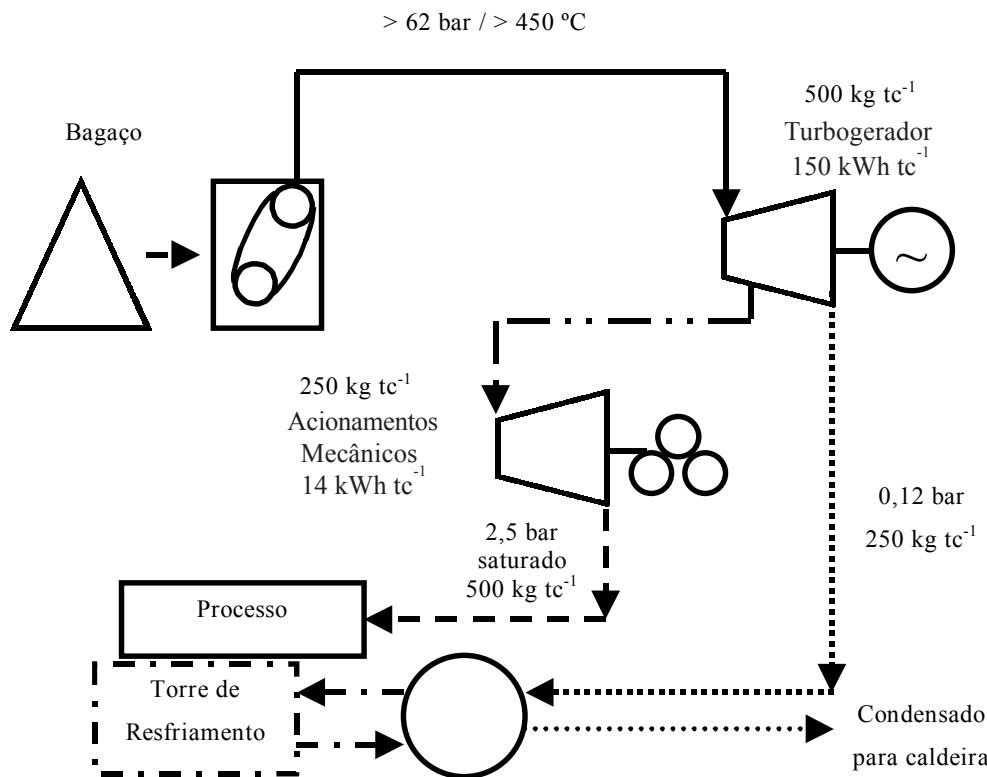 > 62 bar / > 450 ºC
Bagaço
500 kg tc-1
Turbogerador
150 kWh tc-1
~
250 kg tc-1
Acionamentos
Mecânicos
14 kWh tc-1
0,12 bar
250 kg tc-1
2,5 bar
saturado
500 kg tc-1
Processo
Torre de
Resfriamento
Condensado
para caldeira